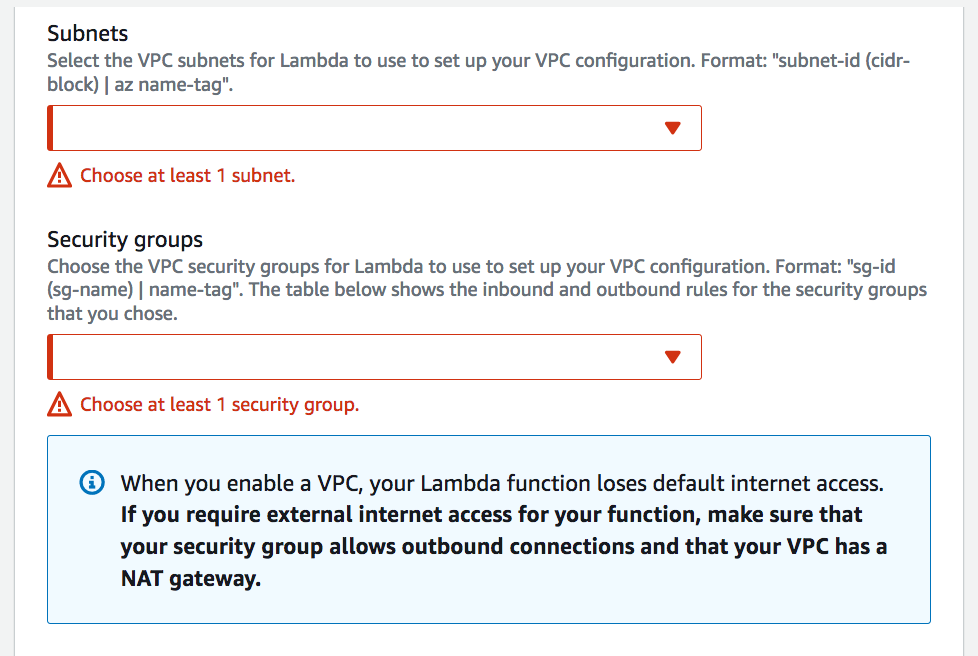 Subnets
Select the VPC subnets for Lambda to use to set up your VPC configuration. Format: "subnet-id (cidr-
block) | az name-tag".
Choose at least 1 subnet.
Security groups
Choose the VPC security groups for Lambda to use to set up your VPC configuration. Format: "sg-id
(sg-name) | name-tag". The table below shows the inbound and outbound rules for the security groups
that you chose.
Choose at least 1 security group.
When you enable a VPC, your Lambda function loses default internet access.
If you require external internet access for your function, make sure that
your security group allows outbound connections and that your VPC has a
NAT gateway.